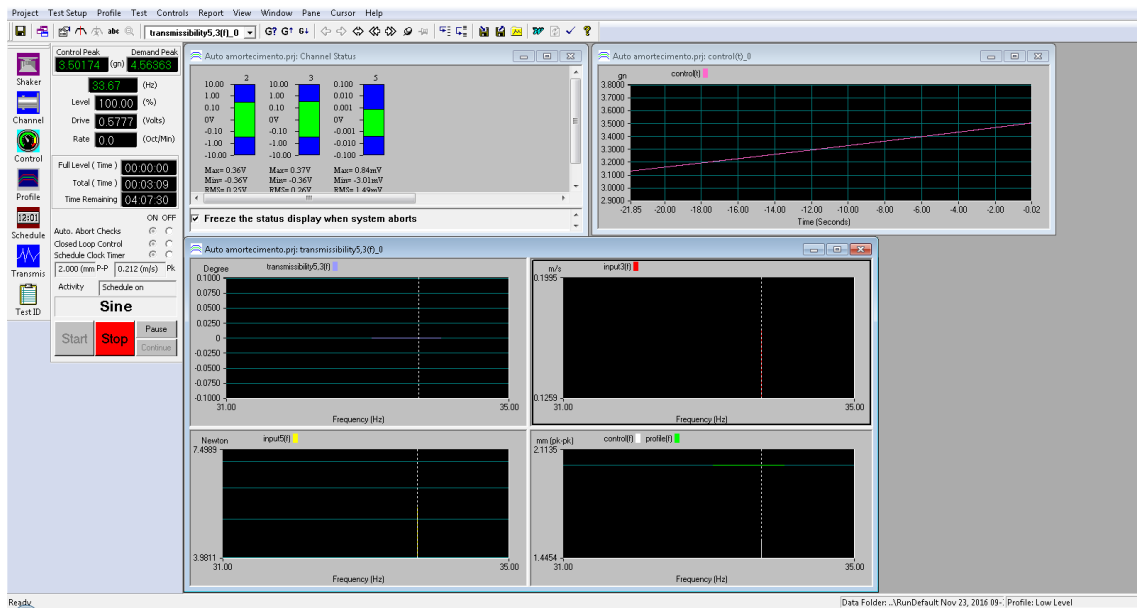 Project Test Setup Profile Test Controls Report View Window Pane Cursor Help
abc transmissibility5,3(f)_0 G? G↑ G↓
Shaker
Channel
Control
Profile
12:01
Schedule
Transmis
Test ID
Control Peak Demand Peak
3.50174 (gn) 4.56363
33.67 (Hz)
Level 100.00 (%)
Drive 0.5777 (Volts)
Rate 0.0 (Oct/Min)
Full Level ( Time ) 00:00:00
Total ( Time ) 00:03:09
Time Remaining 04:07:30
ON OFF
Auto. Abort Checks
Closed Loop Control
Schedule Clock Timer
2.000 (mm P-P 0.212 (m/s) Pk
Activity Schedule on
Sine
Start Stop Pause
Continue
Auto amortecimento.prj: Channel Status
2 3 5
10.00 10.00 0.100
1.00 1.00 0.010
0.10 0.10 0.001
0V 0V 0V
-0.10 -0.10 -0.001
-1.00 -1.00 -0.010
-10.00 -10.00 -0.100
Max= 0.36V Max= 0.37V Max= 0.84mV
Min= -0.36V Min= -0.36V Min= -3.01mV
RMS= 0.25V RMS= 0.26V RMS= 1.49mV
Freeze the status display when system aborts
Auto amortecimento.prj: control(t)_0
gn control(t)
3.8000
3.7000
3.6000
3.5000
3.4000
3.3000
3.2000
3.1000
3.0000
2.9000
-21.85 -20.00 -18.00 -16.00 -14.00 -12.00 -10.00 -8.00 -6.00 -4.00 -2.00 -0.02
Time (Seconds)
Auto amortecimento.prj: transmissibility5,3(f)_0
Degree transmissibility5,3(f)
0.1000
0.0750
0.0500
0.0250
0
-0.0250
-0.0500
-0.0750
-0.1000
31.00 35.00
Frequency (Hz)
m/s input3(f)
0.1995
0.1259
31.00 35.00
Frequency (Hz)
Newton input5(f)
7.4989
3.9811
31.00 35.00
Frequency (Hz)
mm (pk-pk) control(f) profile(f)
2.1135
1.4454
31.00 35.00
Frequency (Hz)
Ready
Data Folder: ..\RunDefault Nov 23, 2016 09- Profile: Low Level